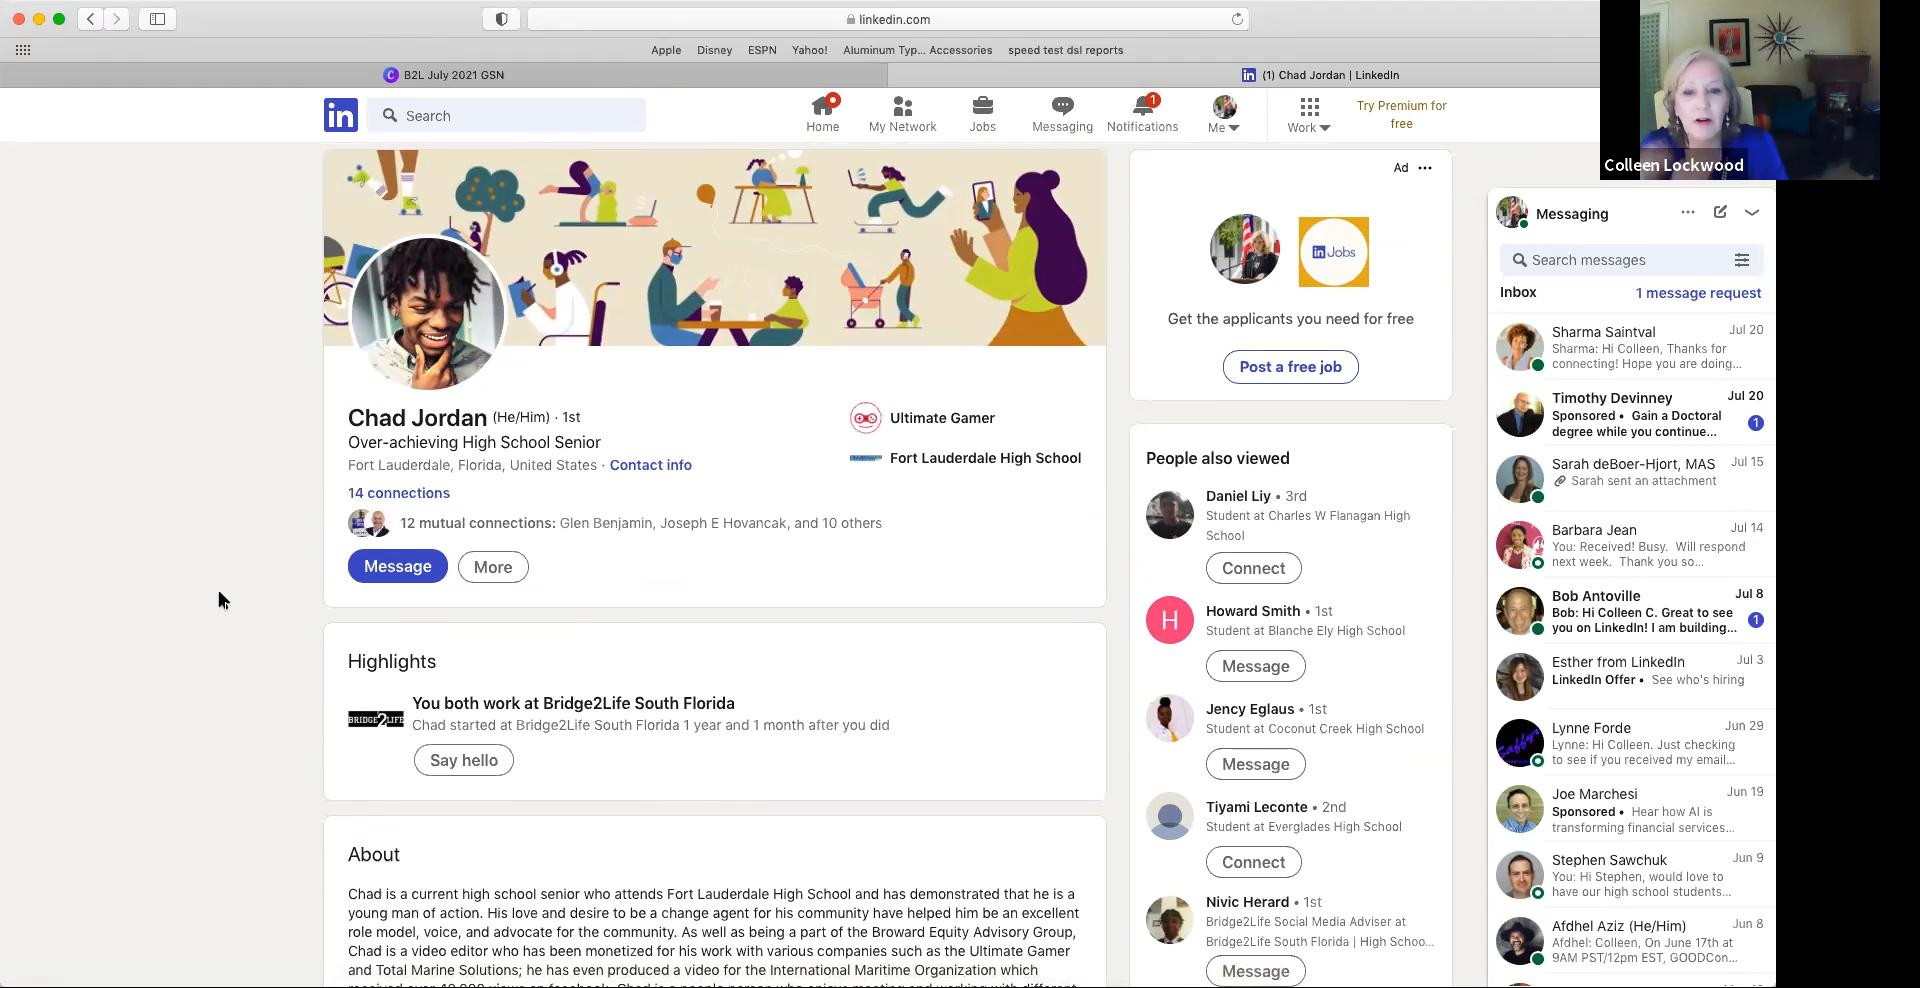 linkedin.com
Apple Disney ESPN Yahoo! Aluminum Typ... Accessories speed test dsl reports
C B2L July 2021 GSN
in (1) Chad Jordan | LinkedIn
in Search
Home
My Network
Jobs
Messaging
1
Notifications
Me
Work
Try Premium for
free
Colleen Lockwood
Chad Jordan (He/Him) · 1st
Over-achieving High School Senior
Fort Lauderdale, Florida, United States · Contact info
14 connections
12 mutual connections: Glen Benjamin, Joseph E Hovancak, and 10 others
Message More
Ultimate Gamer
Fort Lauderdale High School
Highlights
BRIDGE2LIFE
You both work at Bridge2Life South Florida
Chad started at Bridge2Life South Florida 1 year and 1 month after you did
Say hello
About
Chad is a current high school senior who attends Fort Lauderdale High School and has demonstrated that he is a
young man of action. His love and desire to be a change agent for his community have helped him be an excellent
role model, voice, and advocate for the community. As well as being a part of the Broward Equity Advisory Group,
Chad is a video editor who has been monetized for his work with various companies such as the Ultimate Gamer
and Total Marine Solutions; he has even produced a video for the International Maritime Organization which
Ad ...
in Jobs
Get the applicants you need for free
Post a free job
People also viewed
Daniel Liy • 3rd
Student at Charles W Flanagan High
School
Connect
H
Howard Smith • 1st
Student at Blanche Ely High School
Message
Jency Eglaus • 1st
Student at Coconut Creek High School
Message
Tiyami Leconte • 2nd
Student at Everglades High School
Connect
Nivic Herard • 1st
Bridge2Life Social Media Adviser at
Bridge2Life South Florida | High Schoo...
Message
Messaging
Search messages
Inbox 1 message request
Sharma Saintval Jul 20
Sharma: Hi Colleen, Thanks for
connecting! Hope you are doing...
Timothy Devinney Jul 20
Sponsored • Gain a Doctoral
degree while you continue... 1
Sarah deBoer-Hjort, MAS Jul 15
Sarah sent an attachment
Barbara Jean Jul 14
You: Received! Busy. Will respond
next week. Thank you so...
Bob Antoville Jul 8
Bob: Hi Colleen C. Great to see
you on LinkedIn! I am building... 1
Esther from LinkedIn Jul 3
LinkedIn Offer • See who's hiring
Lynne Forde Jun 29
Lynne: Hi Colleen. Just checking
to see if you received my email...
Joe Marchesi Jun 19
Sponsored • Hear how AI is
transforming financial services...
Stephen Sawchuk Jun 9
You: Hi Stephen, would love to
have our high school students...
Afdhel Aziz (He/Him) Jun 8
Afdhel: Colleen, On June 17th at
9AM PST/12pm EST, GOODCon...